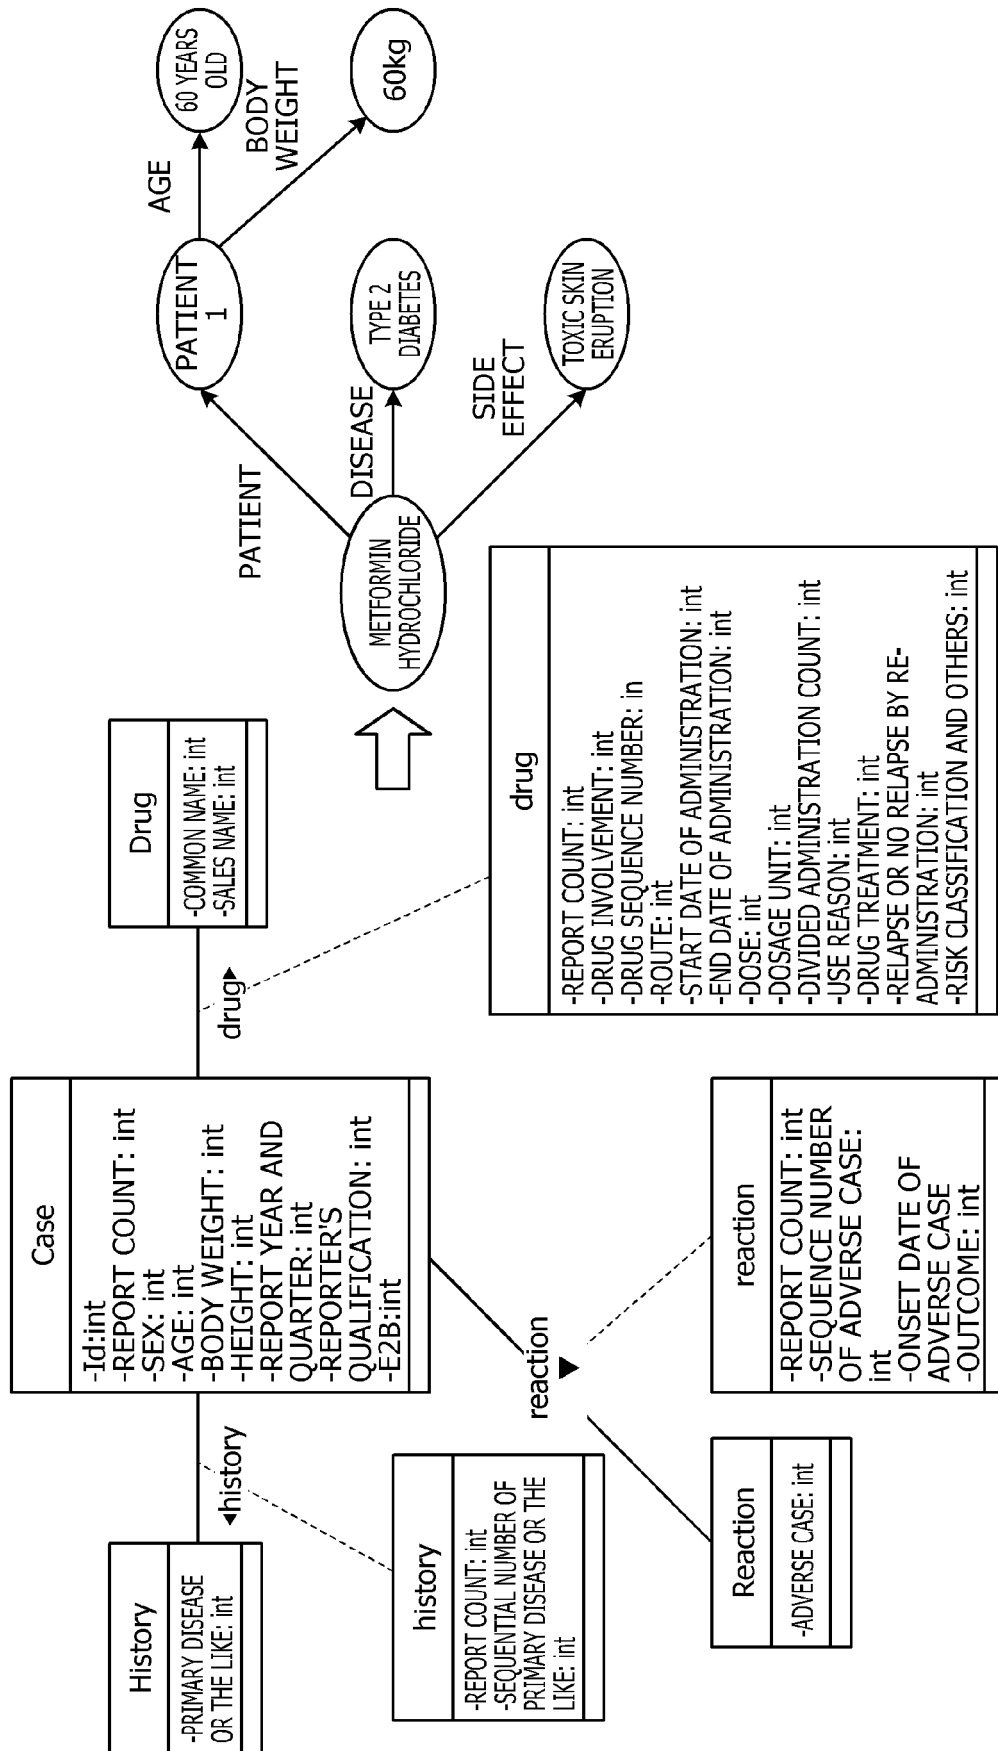 History
-PRIMARY DISEASE
OR THE LIKE: int
history
history
-REPORT COUNT: int
-SEQUENTIAL NUMBER OF
PRIMARY DISEASE OR THE
LIKE: int
Case
-Id:int
-REPORT COUNT: int
-SEX: int
-AGE: int
-BODY WEIGHT: int
-HEIGHT: int
-REPORT YEAR AND
QUARTER: int
-REPORTER'S
QUALIFICATION: int
-E2B:int
reaction
Reaction
-ADVERSE CASE: int
reaction
-REPORT COUNT: int
-SEQUENCE NUMBER
OF ADVERSE CASE:
int
-ONSET DATE OF
ADVERSE CASE
-OUTCOME: int
drug
Drug
-COMMON NAME: int
-SALES NAME: int
drug
-REPORT COUNT: int
-DRUG INVOLVEMENT: int
-DRUG SEQUENCE NUMBER: in
-ROUTE: int
-START DATE OF ADMINISTRATION: int
-END DATE OF ADMINISTRATION: int
-DOSE: int
-DOSAGE UNIT: int
-DIVIDED ADMINISTRATION COUNT: int
-USE REASON: int
-DRUG TREATMENT: int
-RELAPSE OR NO RELAPSE BY RE-
ADMINISTRATION: int
-RISK CLASSIFICATION AND OTHERS: int
METFORMIN
HYDROCHLORIDE
PATIENT
DISEASE
SIDE
EFFECT
PATIENT
1
TYPE 2
DIABETES
TOXIC SKIN
ERUPTION
AGE
BODY
WEIGHT
60 YEARS
OLD
60kg